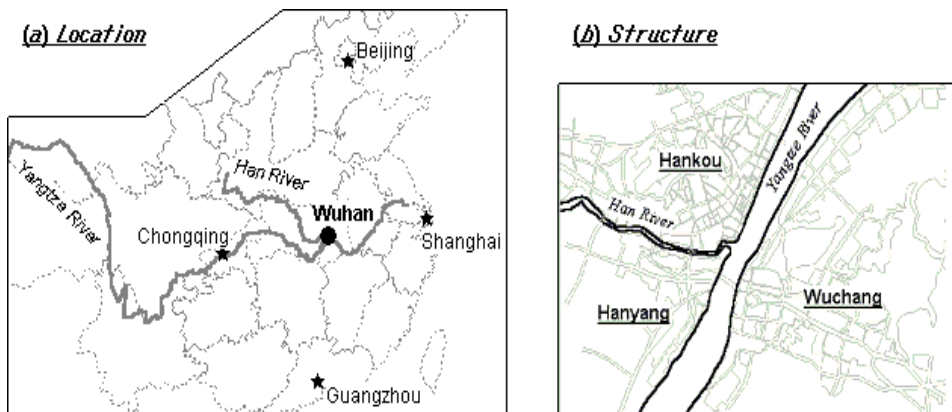 (a) Location
Beijing
Yangtze River
Han River
Wuhan
Chongqing
Shanghai
Guangzhou
(b) Structure
Hankou
Yangtze River
Han River
Hanyang
Wuchang